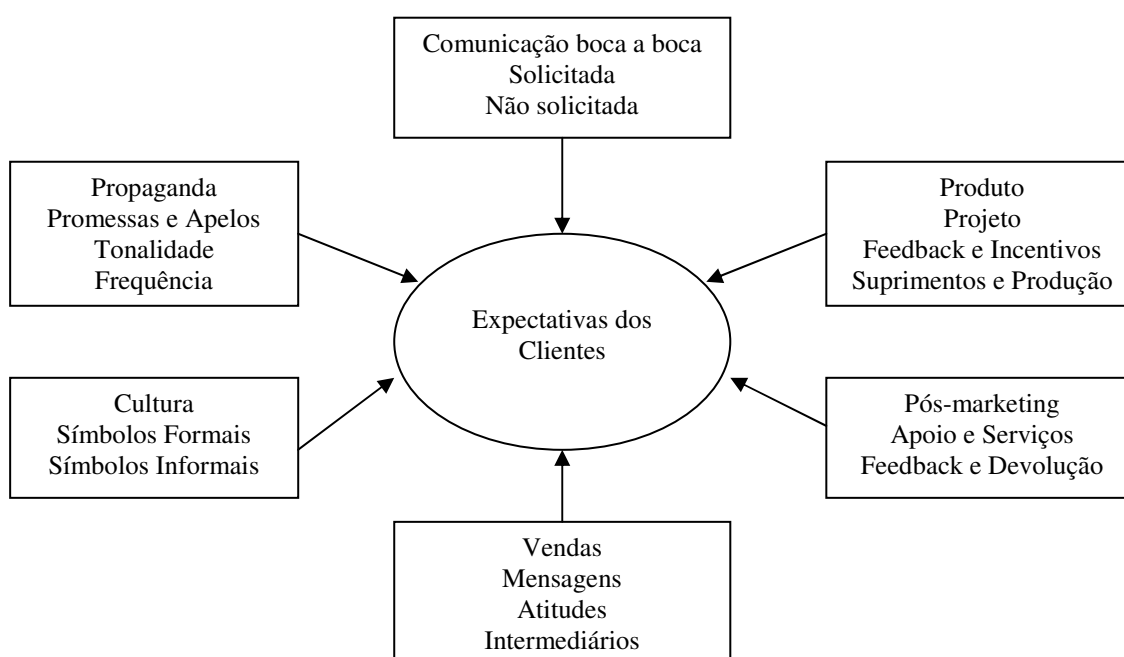 Comunicação boca a boca
Solicitada
Não solicitada
Propaganda
Promessas e Apelos
Tonalidade
Frequência
Produto
Projeto
Feedback e Incentivos
Suprimentos e Produção
Expectativas dos
Clientes
Cultura
Símbolos Formais
Símbolos Informais
Pós-marketing
Apoio e Serviços
Feedback e Devolução
Vendas
Mensagens
Atitudes
Intermediários